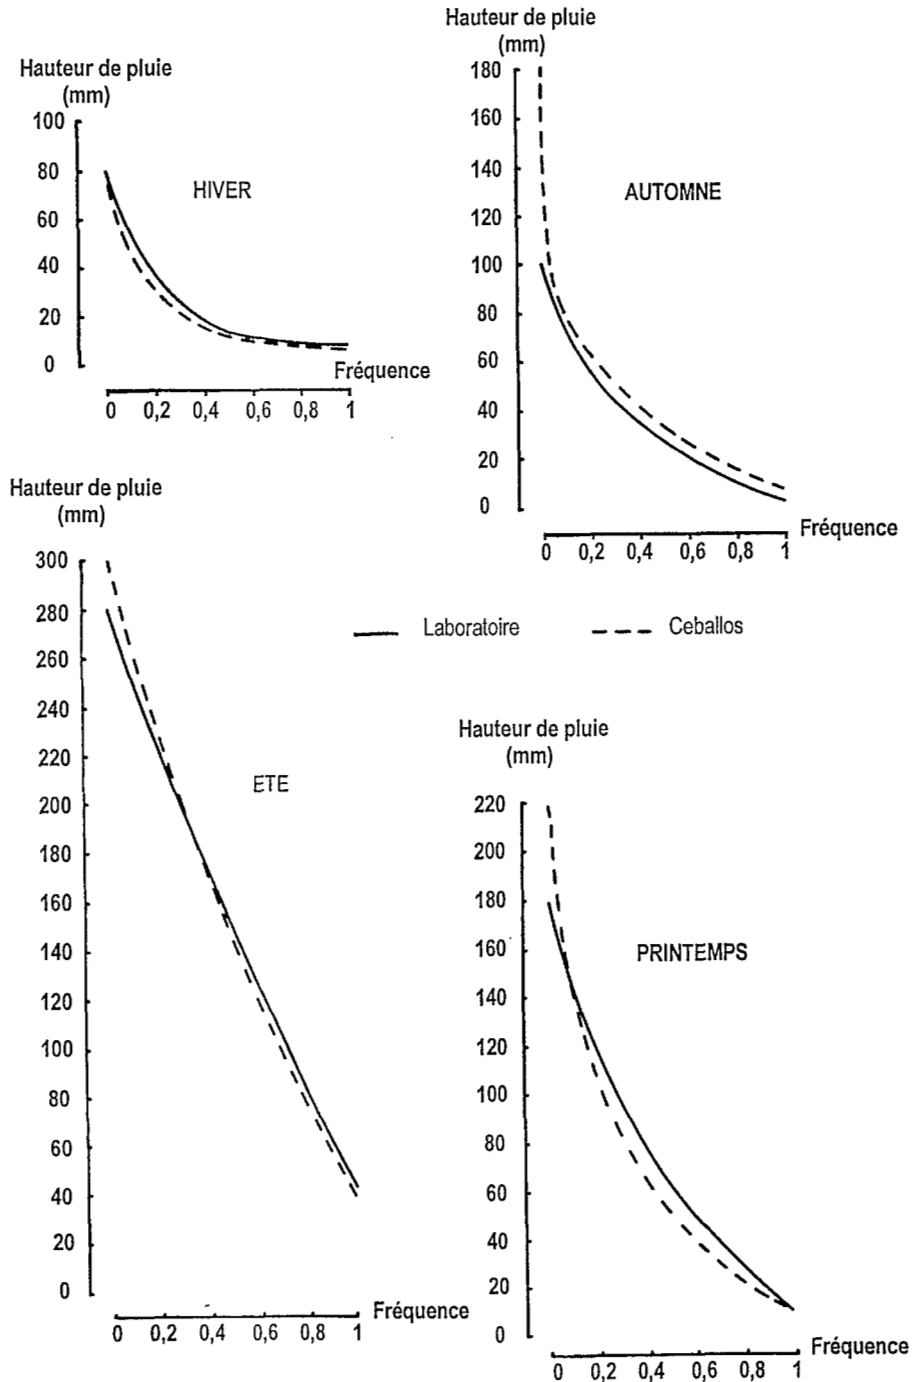 Hauteur de pluie
(mm)
100
80
60
40
20
0
HIVER
Fréquence
0 0,2 0,4 0,6 0,8 1
Hauteur de pluie
(mm)
180
160
140
120
100
80
60
40
20
0
AUTOMNE
Fréquence
0 0,2 0,4 0,6 0,8 1
Hauteur de pluie
(mm)
300
280
260
240
220
200
180
160
140
120
100
80
60
40
20
0
ETE
Fréquence
0 0,2 0,4 0,6 0,8 1
Laboratoire Ceballos
Hauteur de pluie
(mm)
220
200
180
160
140
120
100
80
60
40
20
0
PRINTEMPS
Fréquence
0 0,2 0,4 0,6 0,8 1